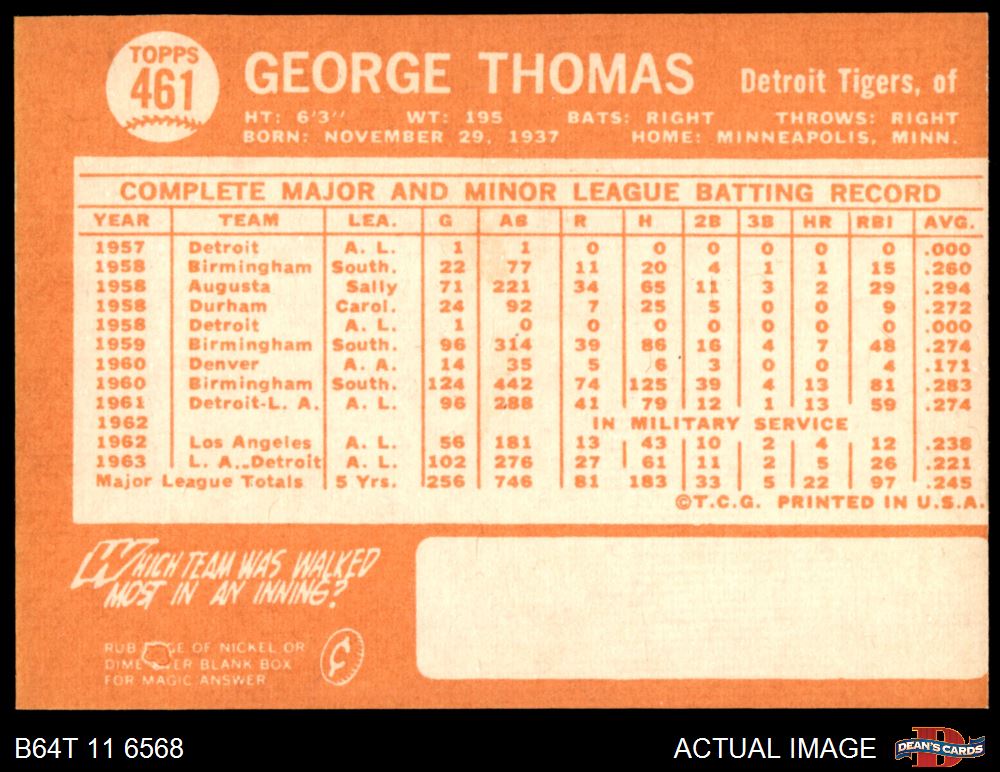 TOPPS
461
GEORGE THOMAS
Detroit Tigers, of
HT: 6'3" WT: 195 BATS: RIGHT THROWS: RIGHT
BORN: NOVEMBER 29, 1937 HOME: MINNEAPOLIS, MINN.
COMPLETE MAJOR AND MINOR LEAGUE BATTING RECORD
YEAR TEAM LEA. G AB R H 2B 3B HR RBI AVG.
1957 Detroit A. L. 1 1 0 0 0 0 0 0 .000
1958 Birmingham South. 22 77 11 20 4 1 1 15 .260
1958 Augusta Sally 71 221 34 65 11 3 2 29 .294
1958 Durham Carol. 24 92 7 25 5 0 0 9 .272
1958 Detroit A. L. 1 0 0 0 0 0 0 0 .000
1959 Birmingham South. 96 314 39 86 16 4 7 48 .274
1960 Denver A. A. 14 35 5 6 3 0 0 4 .171
1960 Birmingham South. 124 442 74 125 39 4 13 81 .283
1961 Detroit-L. A. A. L. 96 288 41 79 12 1 13 59 .274
1962 IN MILITARY SERVICE
1962 Los Angeles A. L. 56 181 13 43 10 2 4 12 .238
1963 L. A..Detroit A. L. 102 276 27 61 11 2 5 26 .221
Major League Totals 5 Yrs. 256 746 81 183 33 5 22 97 .245
©T.C.G. PRINTED IN U.S.A.
WHICH TEAM WAS WALKED
MOST IN AN INNING?
RUB EDGE OF NICKEL OR
DIME OVER BLANK BOX
FOR MAGIC ANSWER
¢
B64T 11 6568
ACTUAL IMAGE
D
DEAN'S CARDS